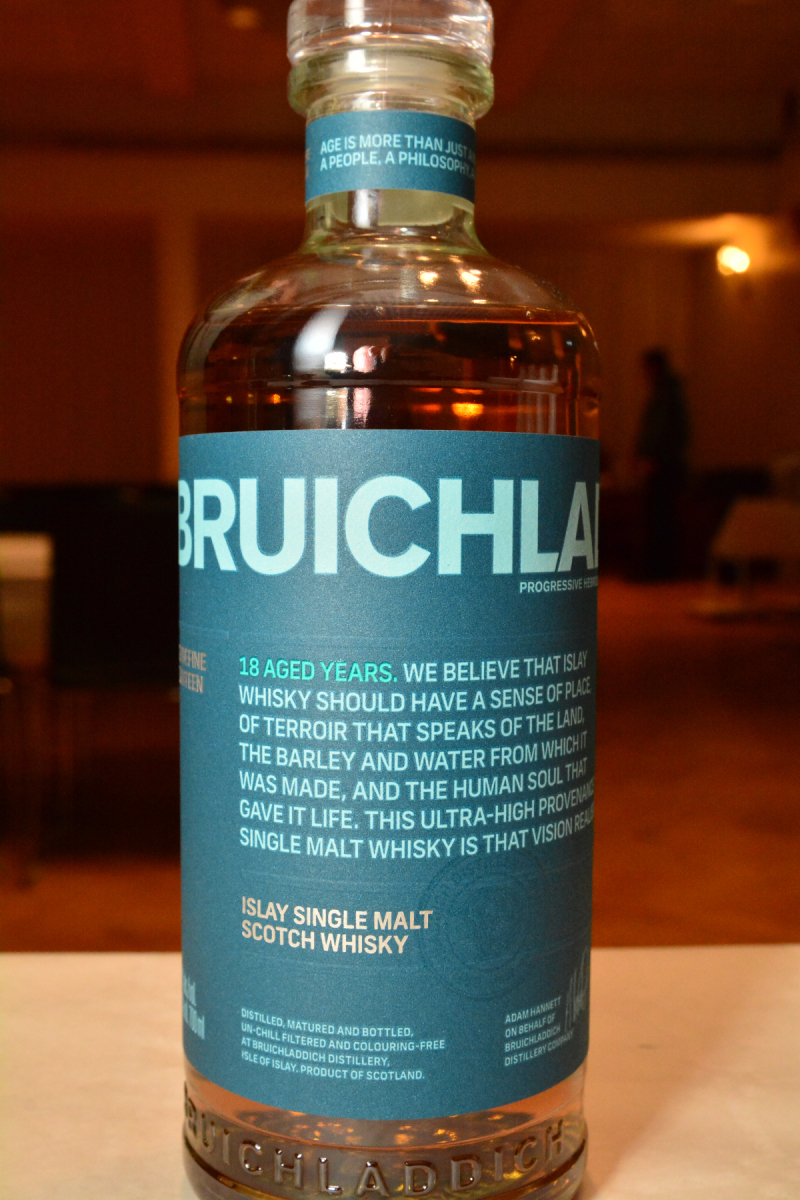 AGE IS MORE THAN JUST
A PEOPLE, A PHILOSOPHY,
BRUICHLA
PROGRESSIVE
18 AGED YEARS. WE BELIEVE THAT ISLAY
WHISKY SHOULD HAVE A SENSE OF PLACE,
OF TERROIR THAT SPEAKS OF THE LAND,
THE BARLEY AND WATER FROM WHICH IT
WAS MADE, AND THE HUMAN SOUL THAT
GAVE IT LIFE. THIS ULTRA-HIGH PROVENANC
SINGLE MALT WHISKY IS THAT VISION
ISLAY SINGLE MALT
SCOTCH WHISKY
DISTILLED, MATURED AND BOTTLED,
UN-CHILL FILTERED AND COLOURING-FREE
AT BRUICHLADDICH DISTILLERY,
ISLE OF ISLAY. PRODUCT OF SCOTLAND.
ADAM HANNETT
ON BEHALF OF
BRUICHLADDICH
DISTILLERY COMPANY
BRUICHLADDICH